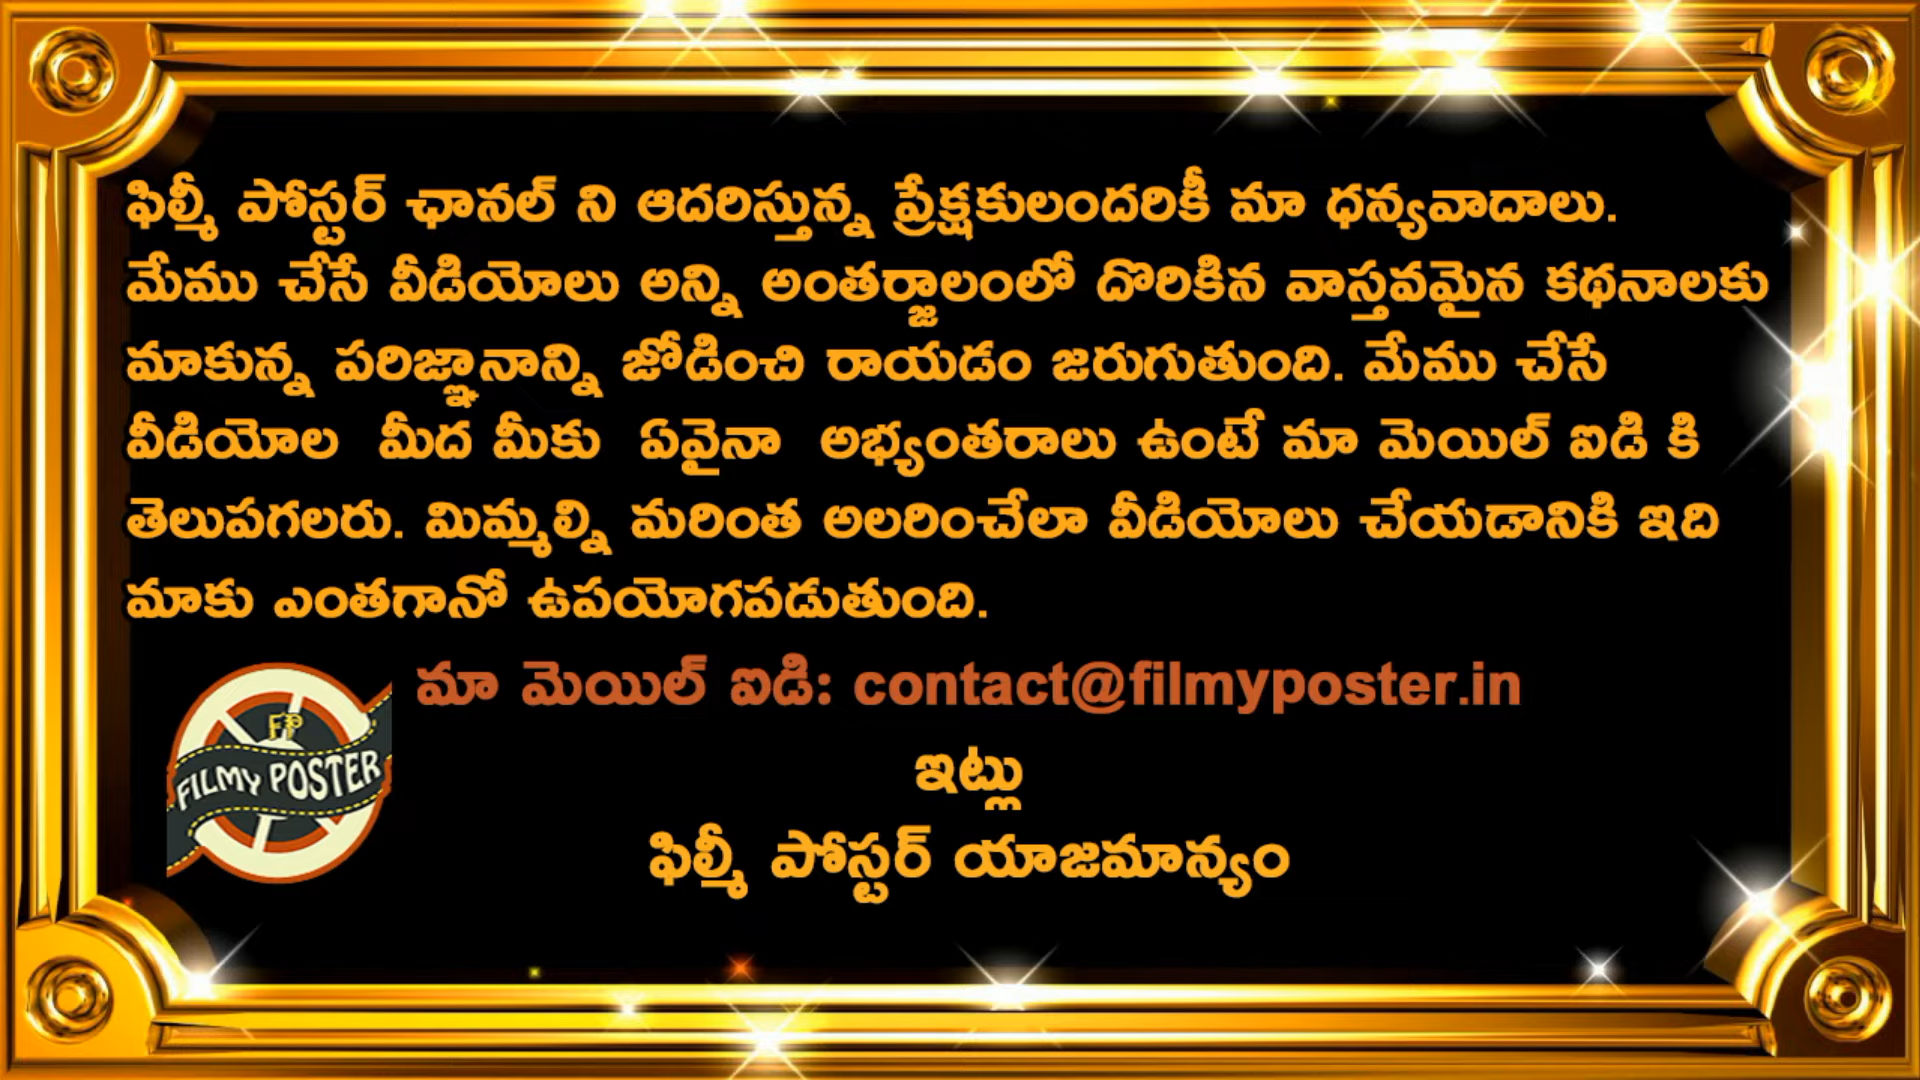 ఫిల్మీ పోస్టర్ ఛానల్ ని ఆదరిస్తున్న ప్రేక్షకులందరికీ మా ధన్యవాదాలు.
మేము చేసే వీడియోలు అన్ని అంతర్జాలంలో దొరికిన వాస్తవమైన కథనాలకు
మాకున్న పరిజ్ఞానాన్ని జోడించి రాయడం జరుగుతుంది. మేము చేసే
వీడియోల మీద మీకు ఏవైనా అభ్యంతరాలు ఉంటే మా మెయిల్ ఐడి కి
తెలుపగలరు. మిమ్మల్ని మరింత అలరించేలా వీడియోలు చేయడానికి ఇది
మాకు ఎంతగానో ఉపయోగపడుతుంది.
మా మెయిల్ ఐడి: contact@filmyposter.in
FP
FILMY POSTER
ఇట్లు
ఫిల్మీ పోస్టర్ యాజమాన్యం